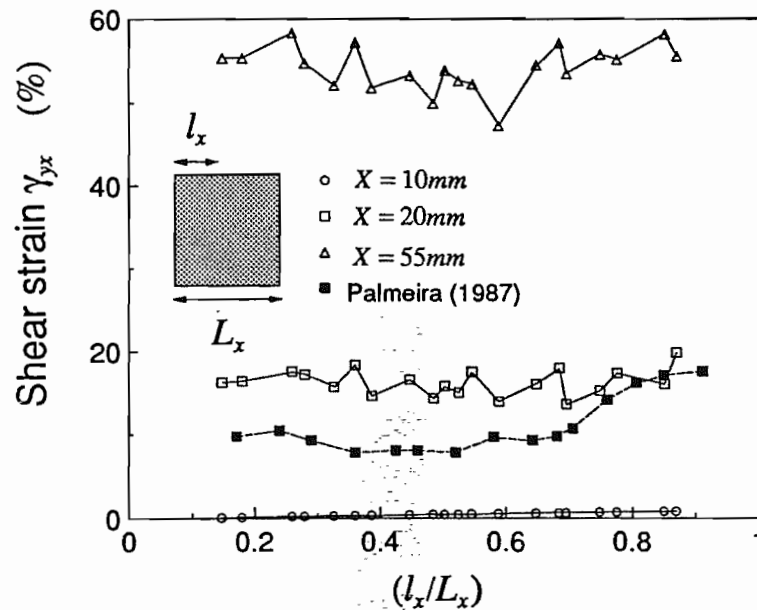 Shear strain γyx (%)
60
40
20
0
lx
Lx
X = 10mm
X = 20mm
X = 55mm
Palmeira (1987)
0 0.2 0.4 0.6 0.8 1
(lx/Lx)